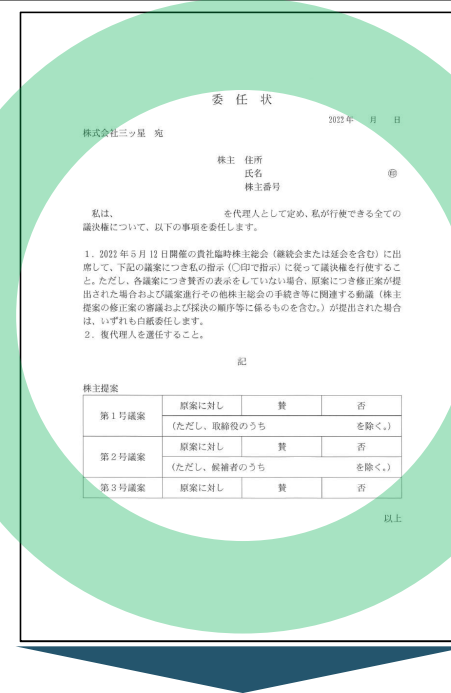 委 任 状
2022年　月　日
株式会社三ッ星　宛
株主　住所
氏名　㊞
株主番号
私は、　　　　　　　　　　を代理人として定め、私が行使できる全ての
議決権について、以下の事項を委任します。
１．2022年５月12日開催の貴社臨時株主総会（継続会または延会を含む）に出
席して、下記の議案につき私の指示（〇印で指示）に従って議決権を行使するこ
と。ただし、各議案につき賛否の表示をしていない場合、原案につき修正案が提
出された場合および議案進行その他株主総会の手続き等に関連する動議（株主
提案の修正案の審議および採決の順序等に係るものを含む。）が提出された場合
は、いずれも白紙委任します。
２．復代理人を選任すること。
記
株主提案
第１号議案　原案に対し　賛　否
（ただし、取締役のうち　　　　　　　　を除く。）
第２号議案　原案に対し　賛　否
（ただし、候補者のうち　　　　　　　　を除く。）
第３号議案　原案に対し　賛　否
以上